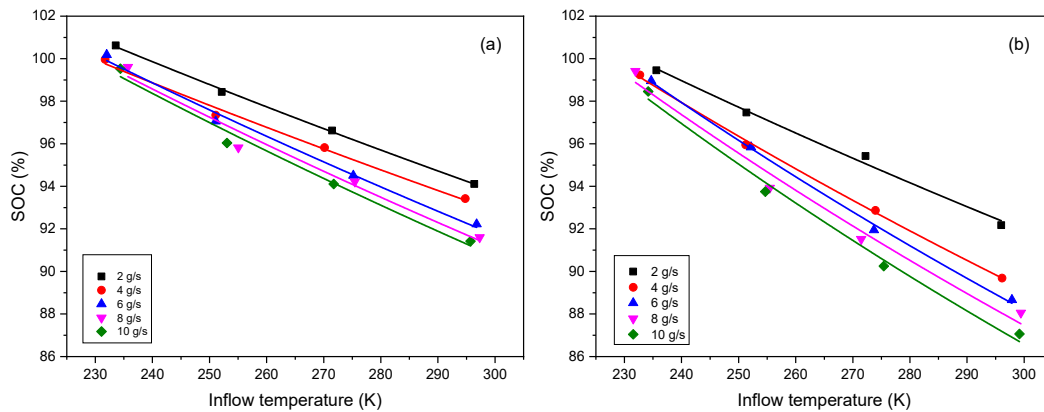 102
100
98
96
94
92
90
88
86
SOC (%)
230 240 250 260 270 280 290 300
Inflow temperature (K)
(a)
2 g/s
4 g/s
6 g/s
8 g/s
10 g/s
102
100
98
96
94
92
90
88
86
SOC (%)
230 240 250 260 270 280 290 300
Inflow temperature (K)
(b)
2 g/s
4 g/s
6 g/s
8 g/s
10 g/s